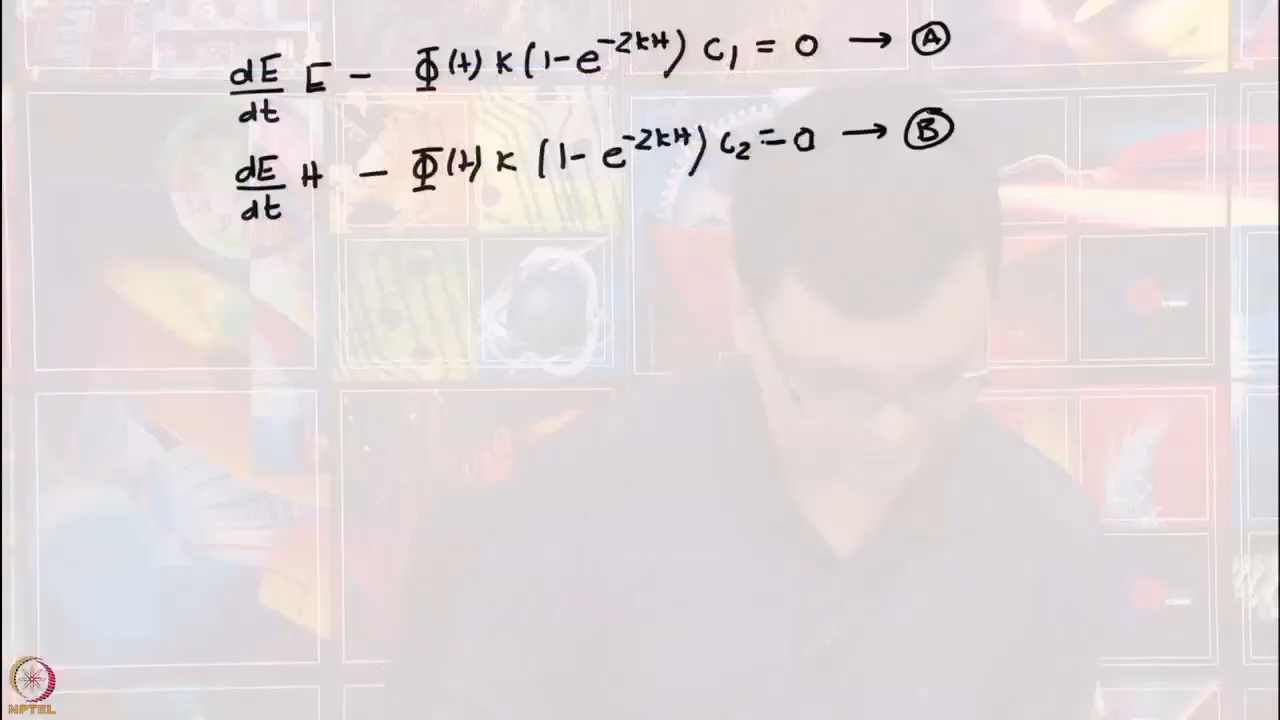 dE/dt E − Φ(t) k (1 − e^{-2kH}) C₁ = 0 → Ⓐ
dE/dt H − Φ(t) k (1 − e^{-2kH}) C₂ = 0 → Ⓑ
NPTEL